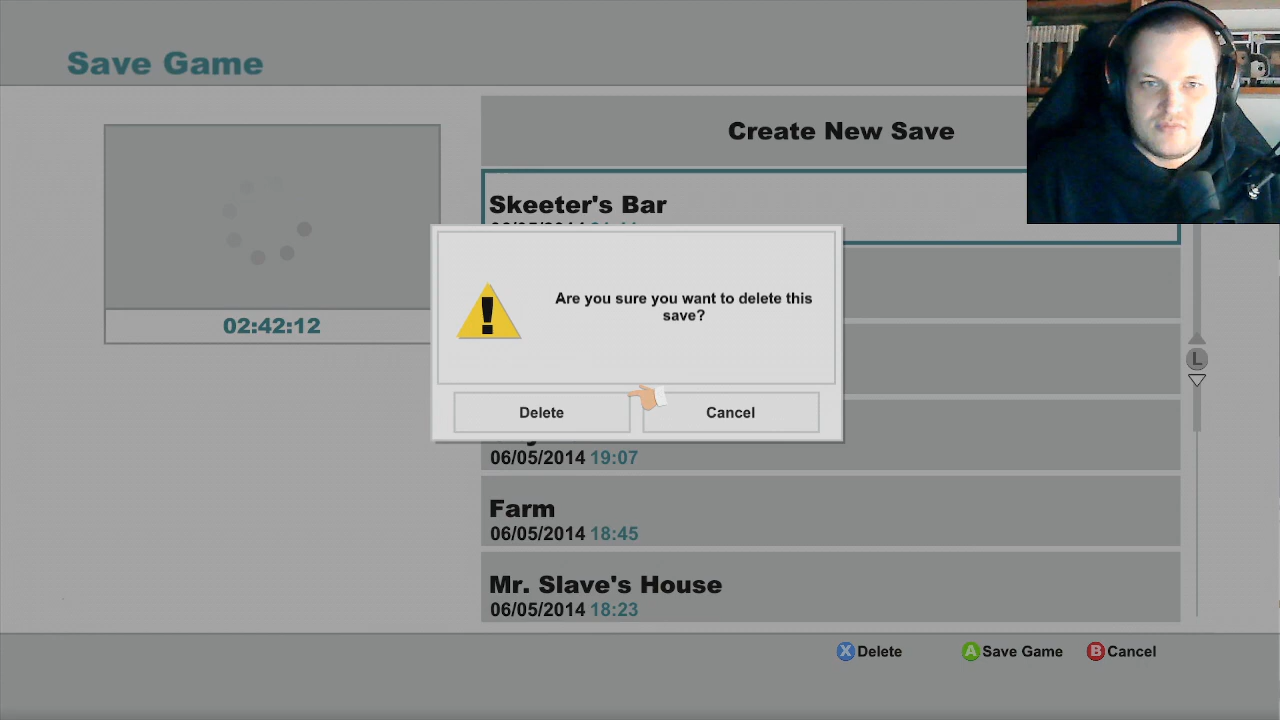 Save Game
Create New Save
Skeeter's Bar
Are you sure you want to delete this
save?
02:42:12
L
Delete
Cancel
06/05/2014 19:07
Farm
06/05/2014 18:45
Mr. Slave's House
06/05/2014 18:23
X Delete
A Save Game
B Cancel